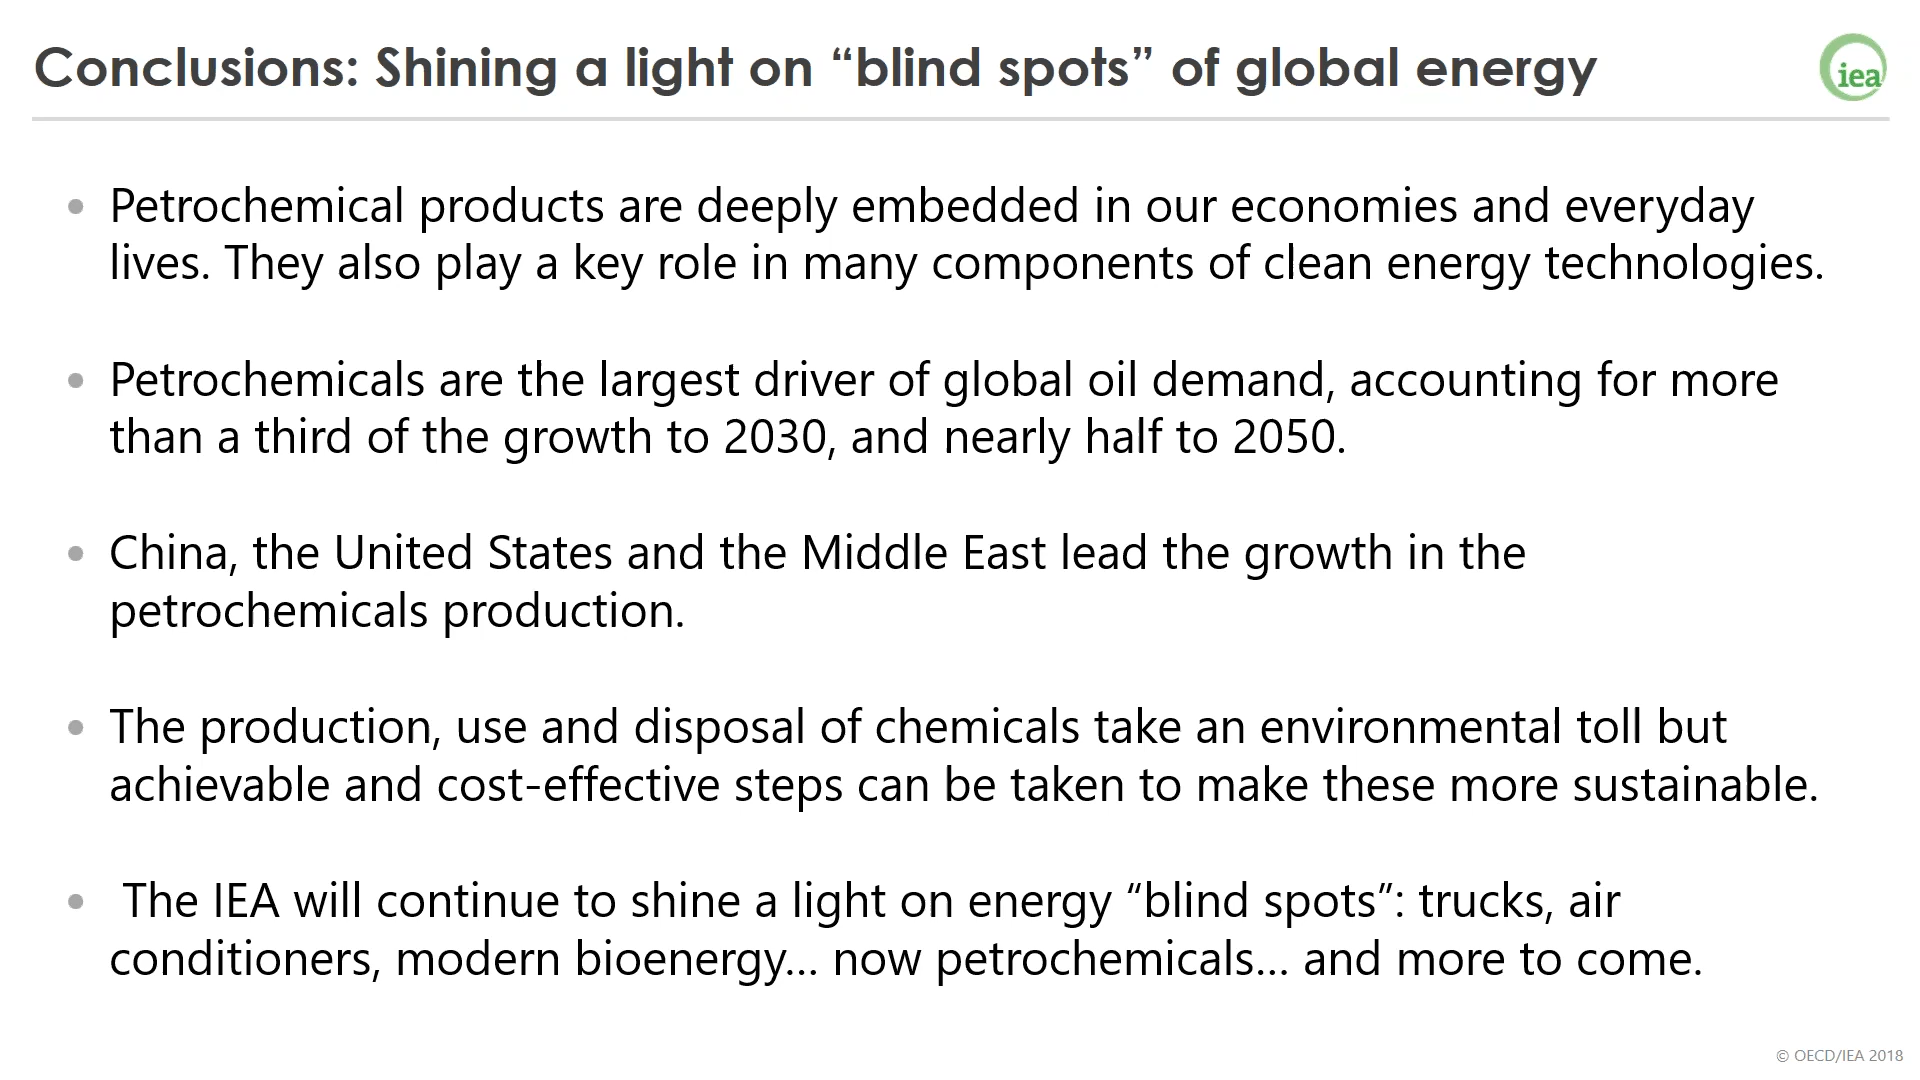 Conclusions: Shining a light on “blind spots” of global energy
iea
• Petrochemical products are deeply embedded in our economies and everyday
lives. They also play a key role in many components of clean energy technologies.
• Petrochemicals are the largest driver of global oil demand, accounting for more
than a third of the growth to 2030, and nearly half to 2050.
• China, the United States and the Middle East lead the growth in the
petrochemicals production.
• The production, use and disposal of chemicals take an environmental toll but
achievable and cost-effective steps can be taken to make these more sustainable.
• The IEA will continue to shine a light on energy “blind spots”: trucks, air
conditioners, modern bioenergy... now petrochemicals... and more to come.
© OECD/IEA 2018